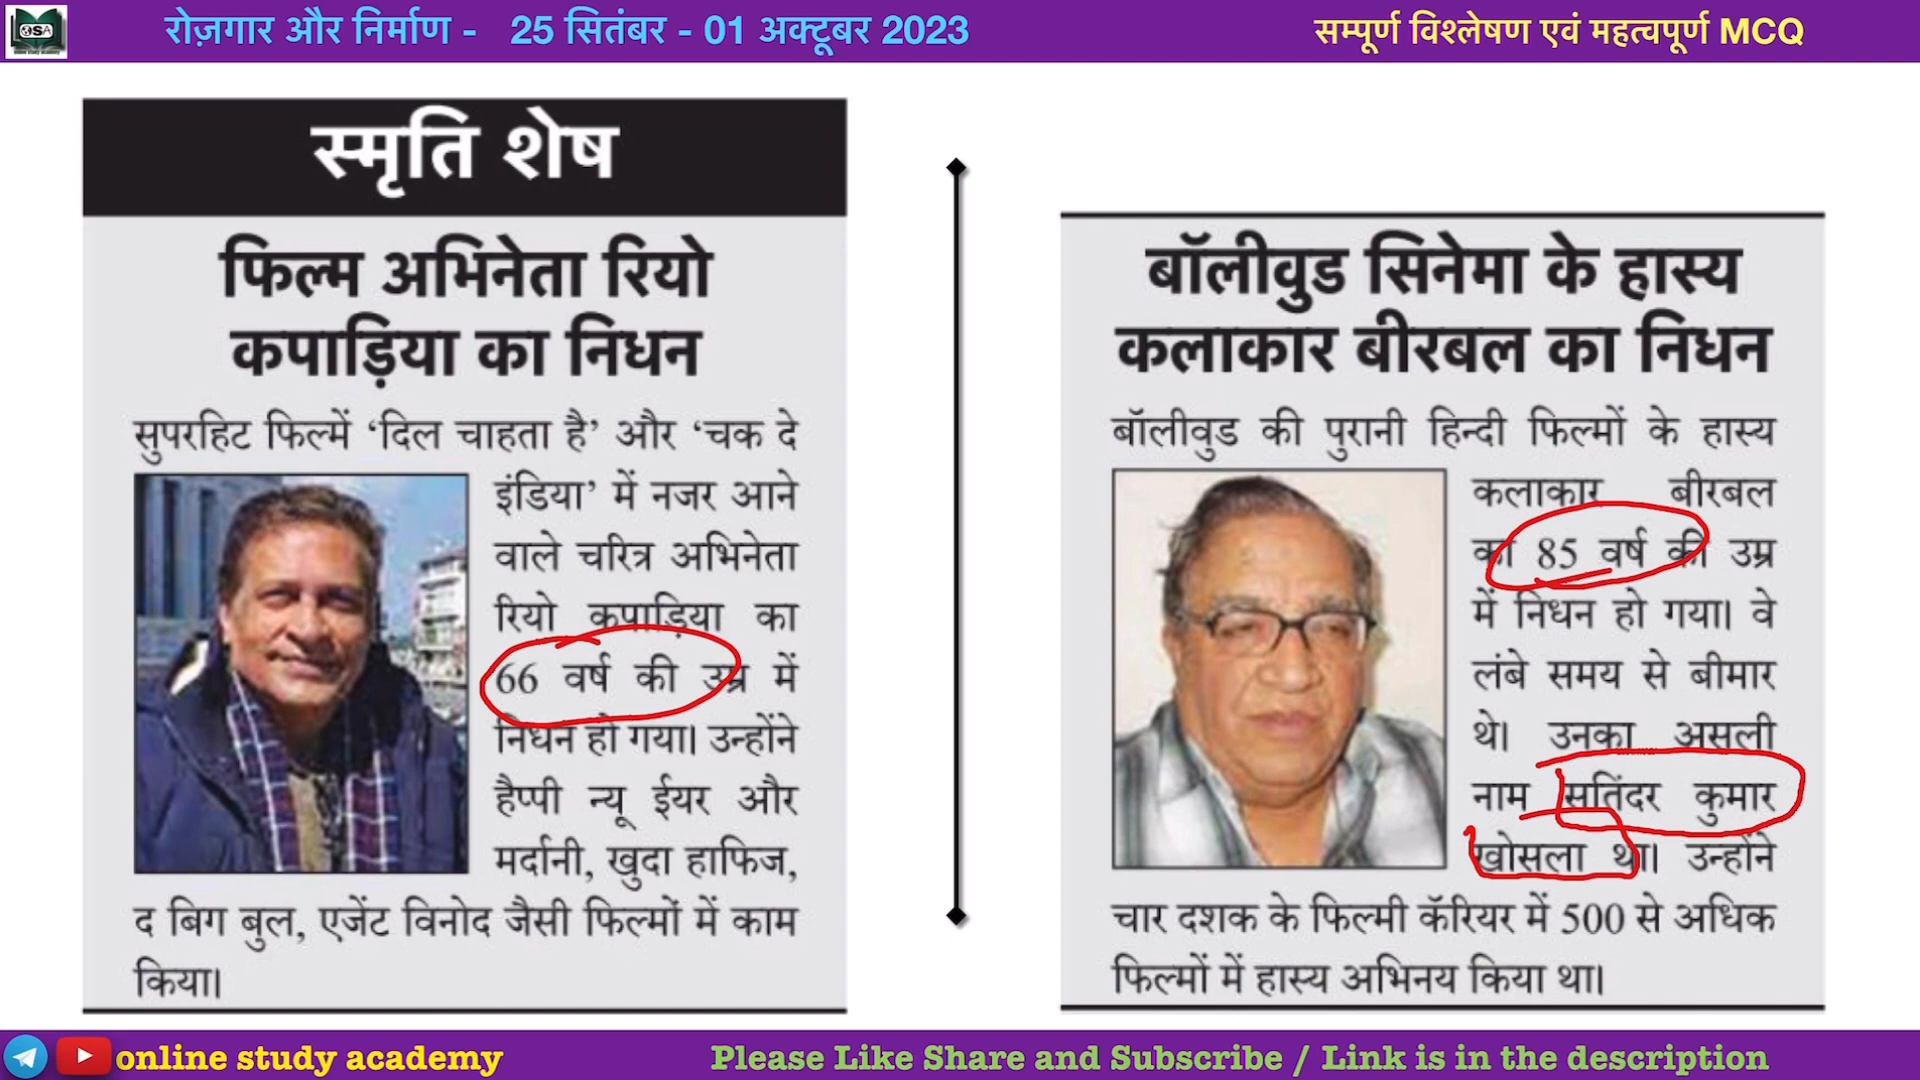 OSA
रोज़गार और निर्माण - 25 सितंबर - 01 अक्टूबर 2023
सम्पूर्ण विश्लेषण एवं महत्वपूर्ण MCQ
स्मृति शेष
फिल्म अभिनेता रियो
कपाड़िया का निधन
सुपरहिट फिल्में ‘दिल चाहता है’ और ‘चक दे
इंडिया’ में नजर आने
वाले चरित्र अभिनेता
रियो कपाड़िया का
66 वर्ष की उम्र में
निधन हो गया। उन्होंने
हैप्पी न्यू ईयर और
मर्दानी, खुदा हाफिज,
द बिग बुल, एजेंट विनोद जैसी फिल्मों में काम
किया।
बॉलीवुड सिनेमा के हास्य
कलाकार बीरबल का निधन
बॉलीवुड की पुरानी हिन्दी फिल्मों के हास्य
कलाकार बीरबल
का 85 वर्ष की उम्र
में निधन हो गया। वे
लंबे समय से बीमार
थे। उनका असली
नाम सतिंदर कुमार
खोसला था। उन्होंने
चार दशक के फिल्मी कॅरियर में 500 से अधिक
फिल्मों में हास्य अभिनय किया था।
online study academy
Please Like Share and Subscribe / Link is in the description